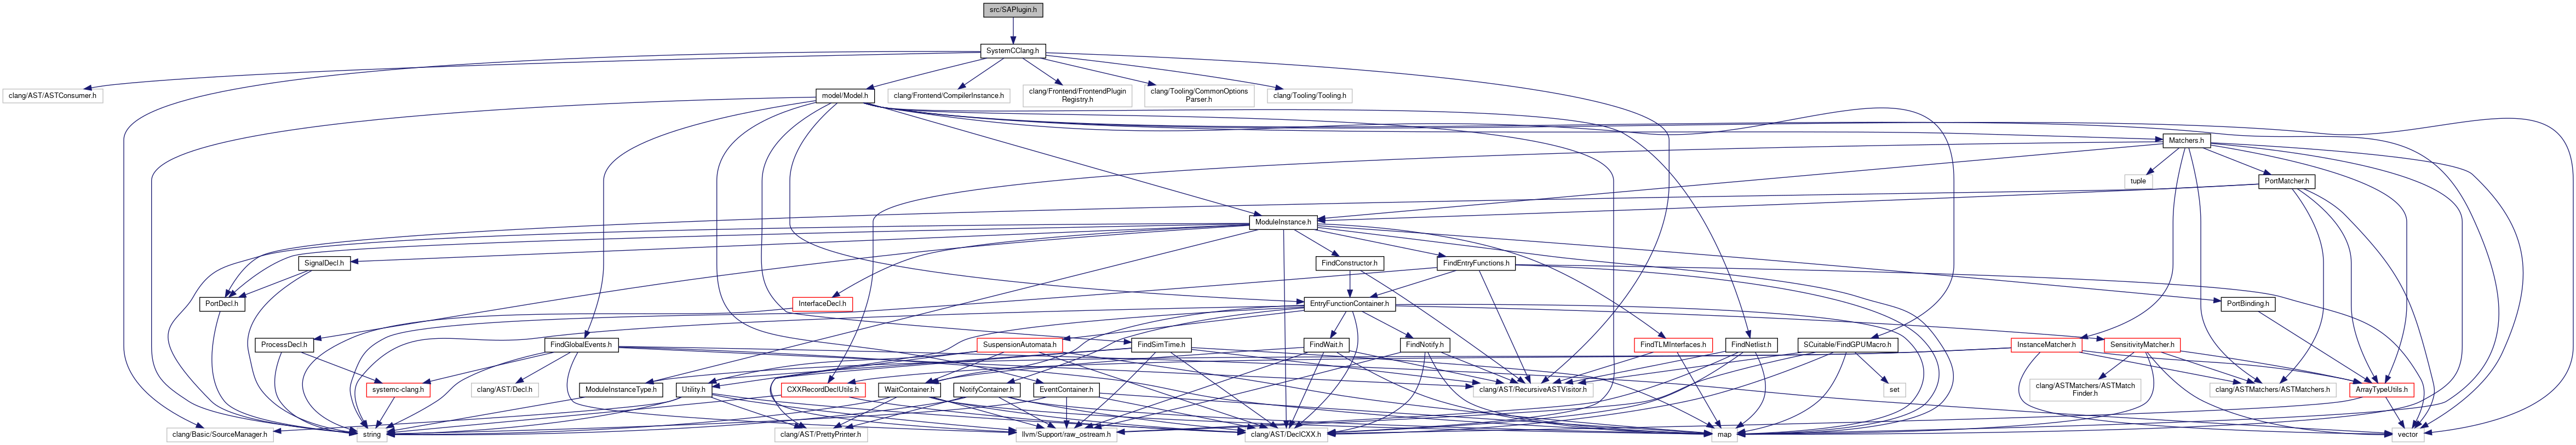 src/SAPlugin.h
SystemCClang.h
clang/AST/ASTConsumer.h
model/Model.h
clang/Frontend/CompilerInstance.h
clang/Frontend/FrontendPlugin
Registry.h
clang/Tooling/CommonOptions
Parser.h
clang/Tooling/Tooling.h
Matchers.h
tuple
PortMatcher.h
ModuleInstance.h
SignalDecl.h
FindConstructor.h
FindEntryFunctions.h
PortDecl.h
InterfaceDecl.h
EntryFunctionContainer.h
PortBinding.h
ProcessDecl.h
FindGlobalEvents.h
SuspensionAutomata.h
FindSimTime.h
FindWait.h
FindNotify.h
FindTLMInterfaces.h
FindNetlist.h
SCuitable/FindGPUMacro.h
InstanceMatcher.h
SensitivityMatcher.h
systemc-clang.h
clang/AST/Decl.h
ModuleInstanceType.h
Utility.h
CXXRecordDeclUtils.h
WaitContainer.h
NotifyContainer.h
EventContainer.h
clang/AST/RecursiveASTVisitor.h
set
clang/ASTMatchers/ASTMatch
Finder.h
clang/ASTMatchers/ASTMatchers.h
ArrayTypeUtils.h
clang/Basic/SourceManager.h
string
clang/AST/PrettyPrinter.h
llvm/Support/raw_ostream.h
clang/AST/DeclCXX.h
map
vector